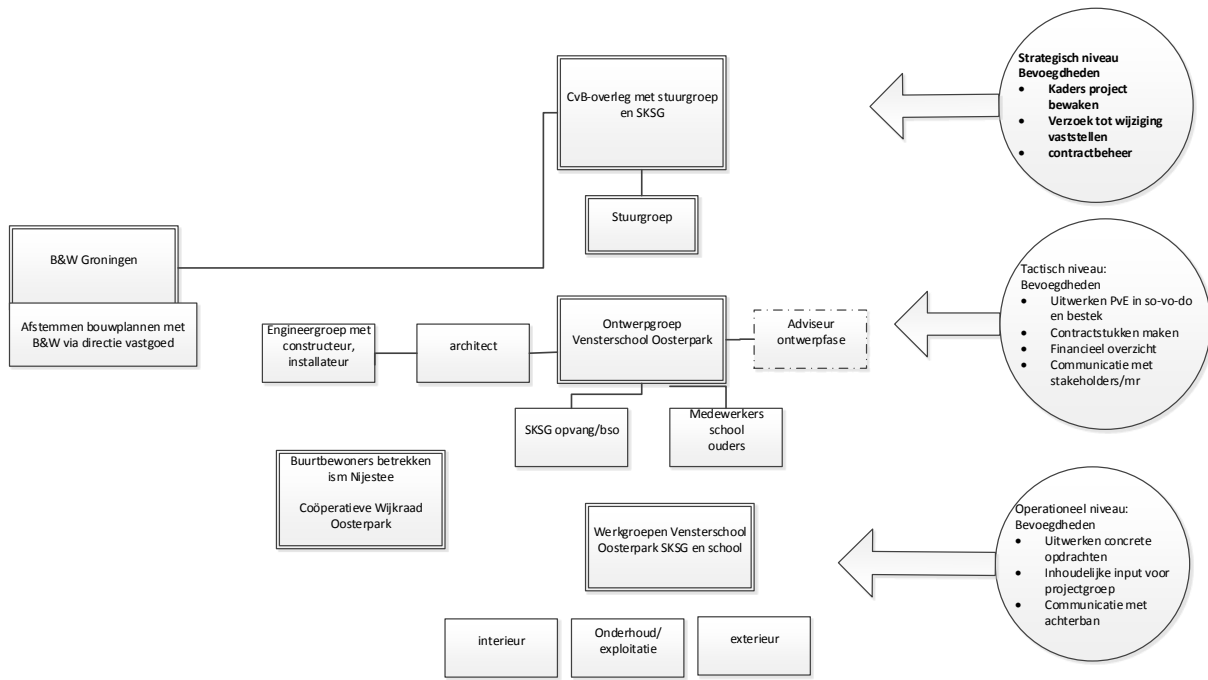 CvB-overleg met stuurgroep
en SKSG
Stuurgroep
B&W Groningen
Afstemmen bouwplannen met
B&W via directie vastgoed
Engineergroep met
constructeur,
installateur
architect
Ontwerpgroep
Vensterschool Oosterpark
Adviseur
ontwerpfase
SKSG opvang/bso
Medewerkers
school
ouders
Buurtbewoners betrekken
ism Nijestee
Coöperatieve Wijkraad
Oosterpark
Werkgroepen Vensterschool
Oosterpark SKSG en school
interieur
Onderhoud/
exploitatie
exterieur
Strategisch niveau
Bevoegdheden
• Kaders project
bewaken
• Verzoek tot wijziging
vaststellen
• contractbeheer
Tactisch niveau:
Bevoegdheden
• Uitwerken PvE in so-vo-do
en bestek
• Contractstukken maken
• Financieel overzicht
• Communicatie met
stakeholders/mr
Operationeel niveau:
Bevoegdheden
• Uitwerken concrete
opdrachten
• Inhoudelijke input voor
projectgroep
• Communicatie met
achterban